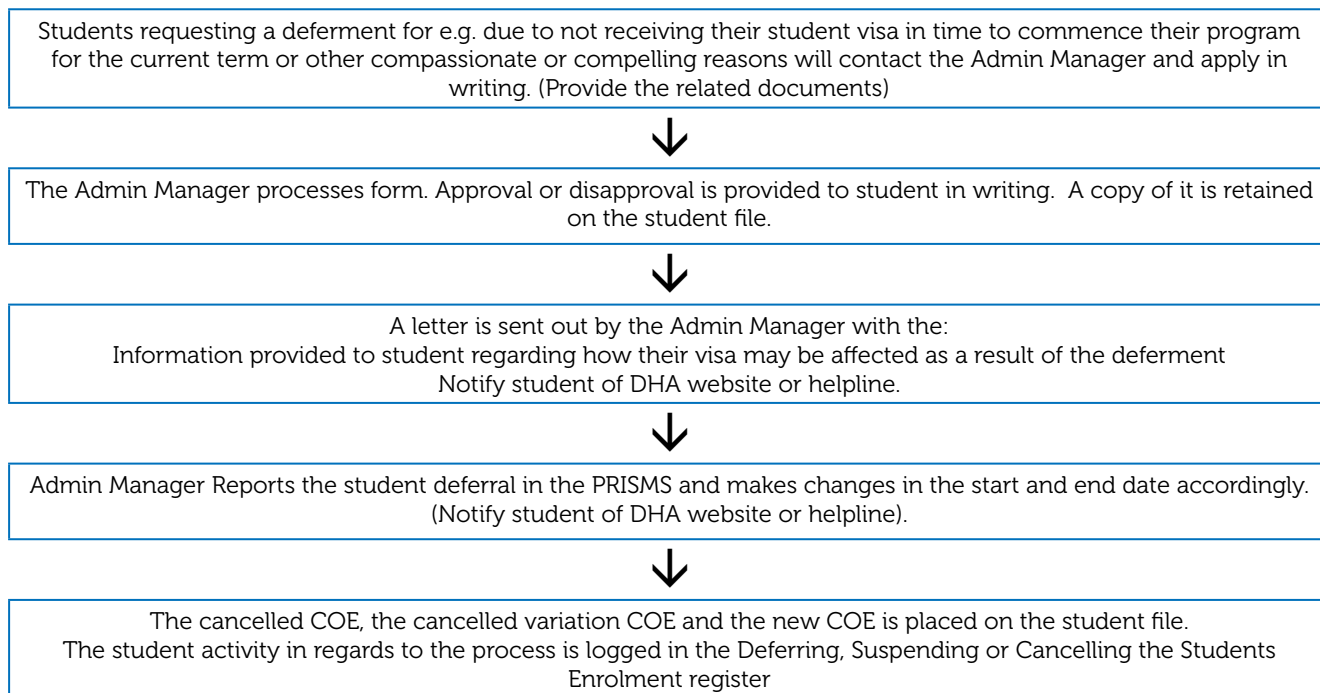 Students requesting a deferment for e.g. due to not receiving their student visa in time to commence their program
for the current term or other compassionate or compelling reasons will contact the Admin Manager and apply in
writing. (Provide the related documents)
The Admin Manager processes form. Approval or disapproval is provided to student in writing.  A copy of it is retained
on the student file.
A letter is sent out by the Admin Manager with the:
Information provided to student regarding how their visa may be affected as a result of the deferment
Notify student of DHA website or helpline.
Admin Manager Reports the student deferral in the PRISMS and makes changes in the start and end date accordingly.
(Notify student of DHA website or helpline).
The cancelled COE, the cancelled variation COE and the new COE is placed on the student file.
The student activity in regards to the process is logged in the Deferring, Suspending or Cancelling the Students
Enrolment register